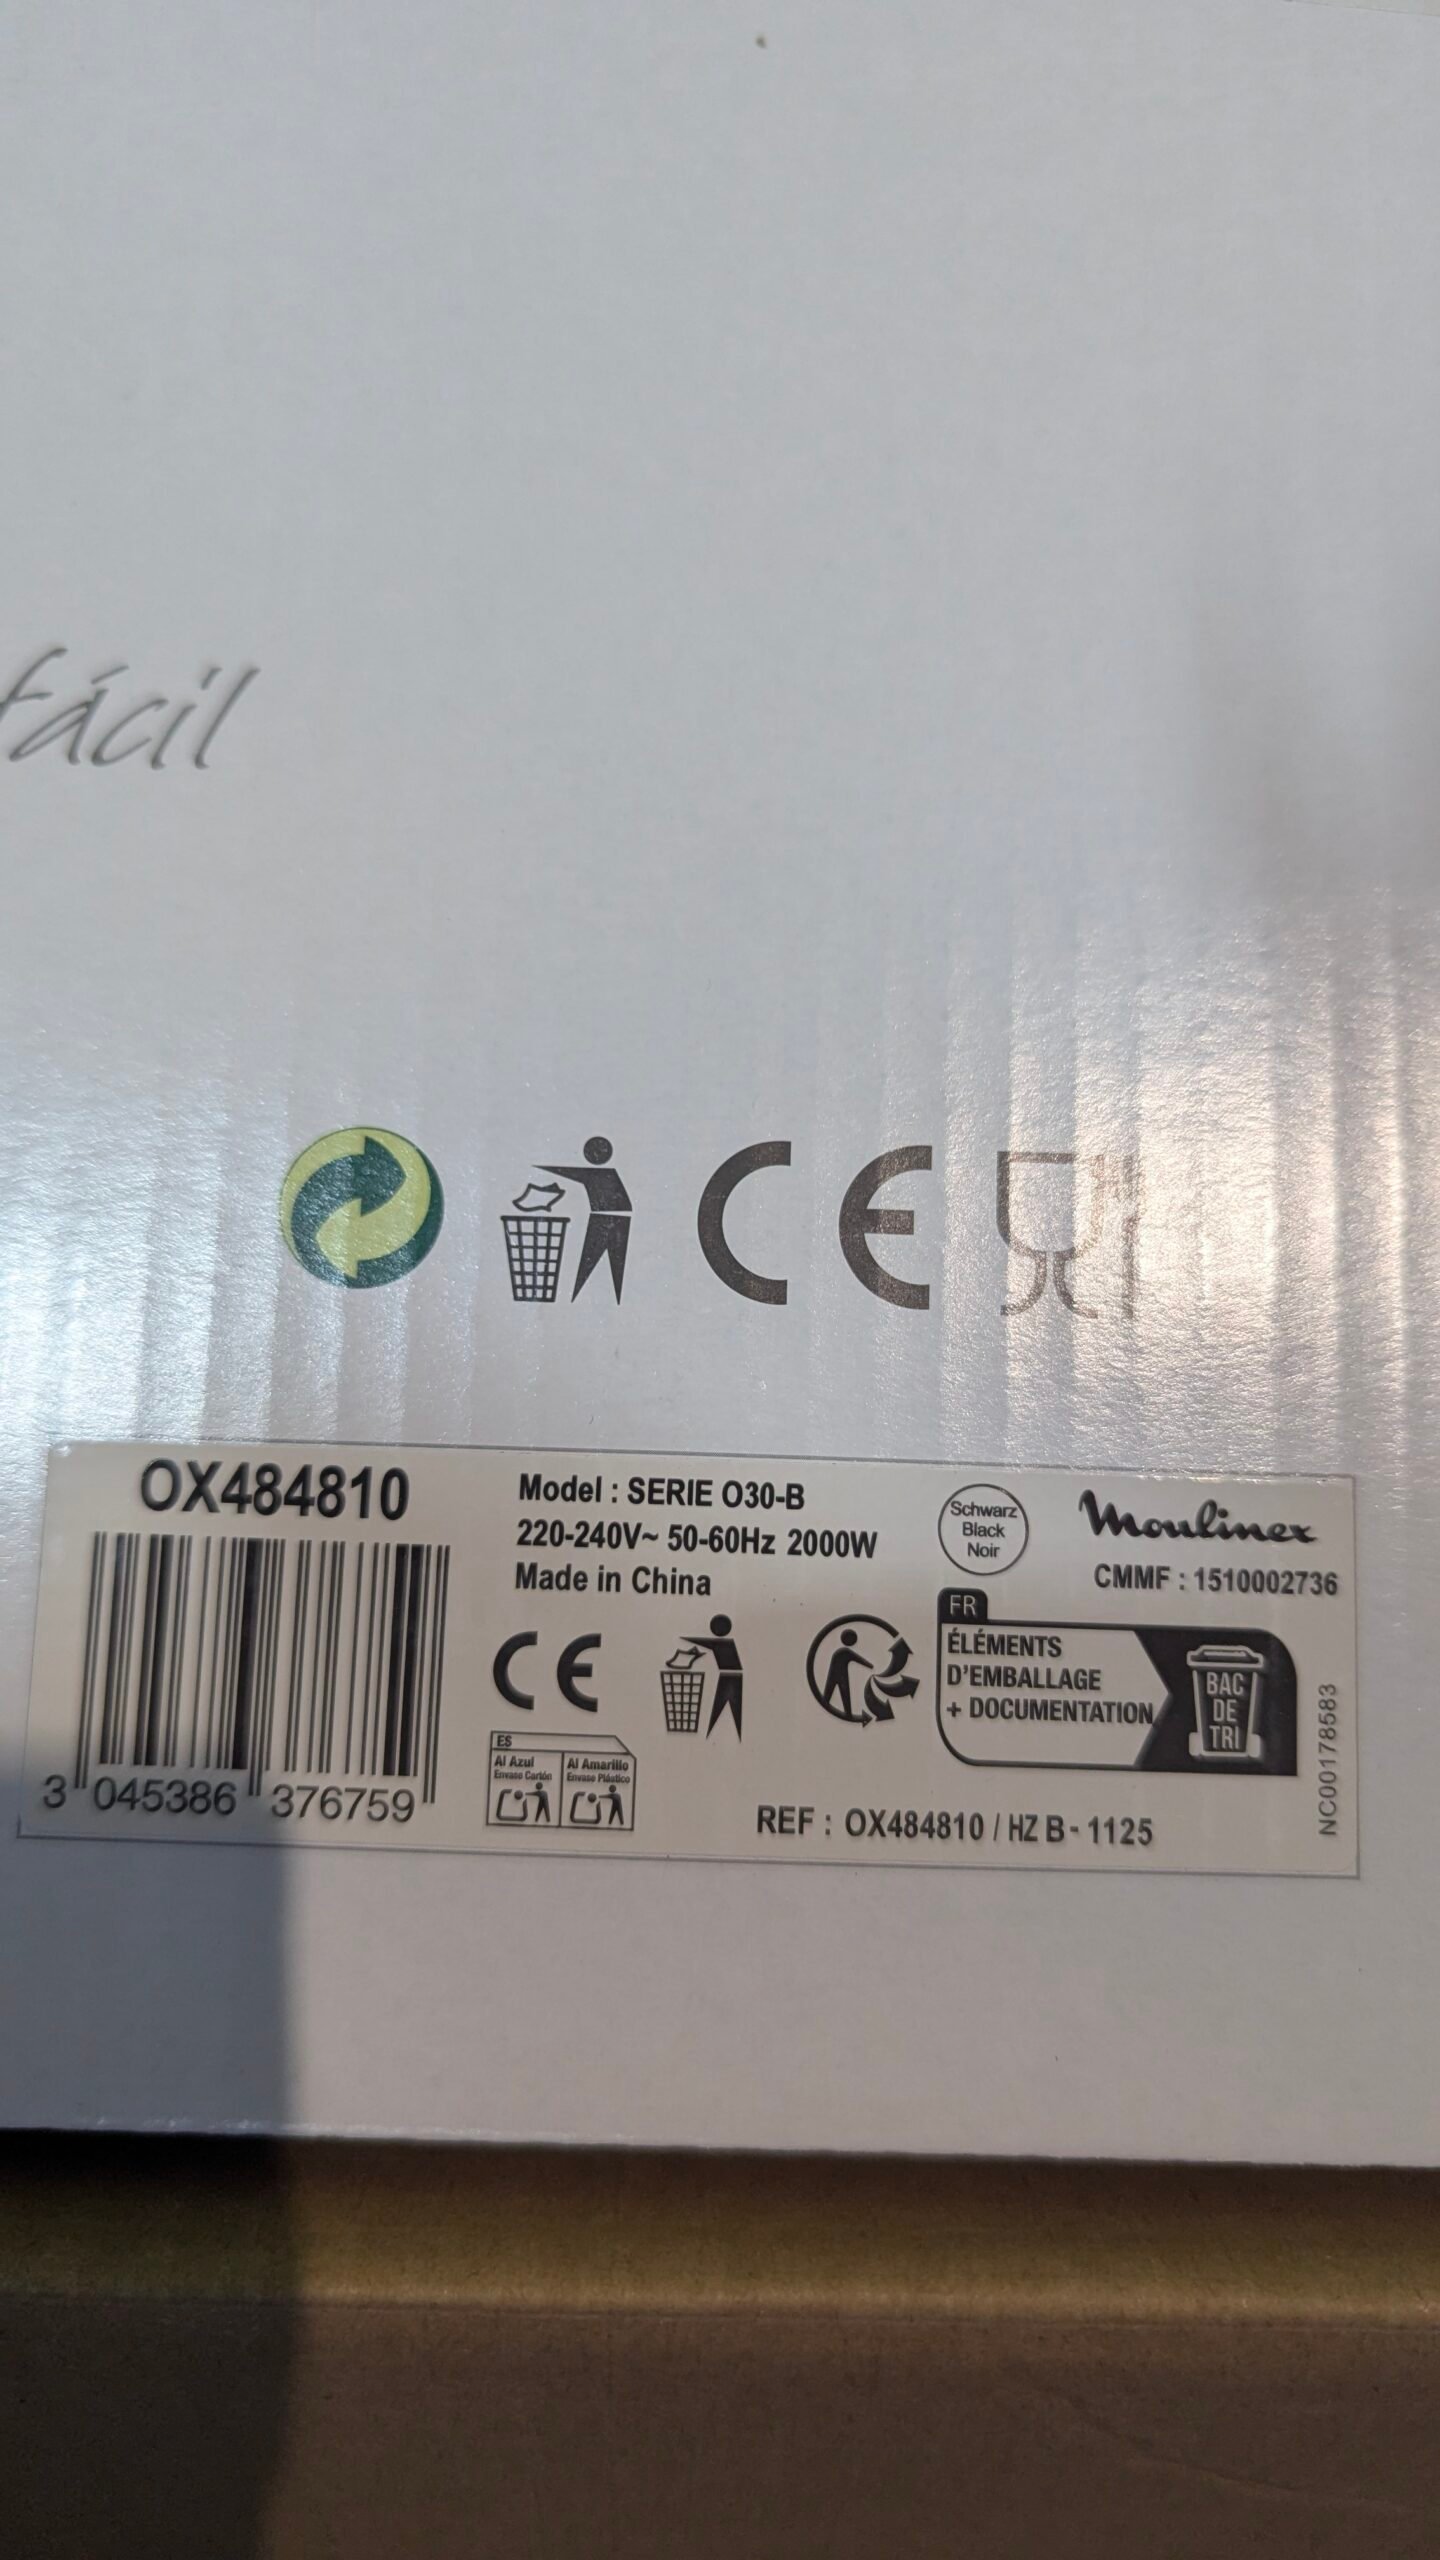 fácil
CE
OX484810
3 045386 376759
Model : SERIE O30-B
220-240V~ 50-60Hz 2000W
Made in China
CE
ES
Al Azul
Envase Cartón
Al Amarillo
Envase Plástico
Schwarz
Black
Noir
Moulinex
CMMF : 1510002736
FR
ÉLÉMENTS
D'EMBALLAGE
+ DOCUMENTATION
BAC
DE
TRI
NC00178583
REF : OX484810 / HZ B - 1125